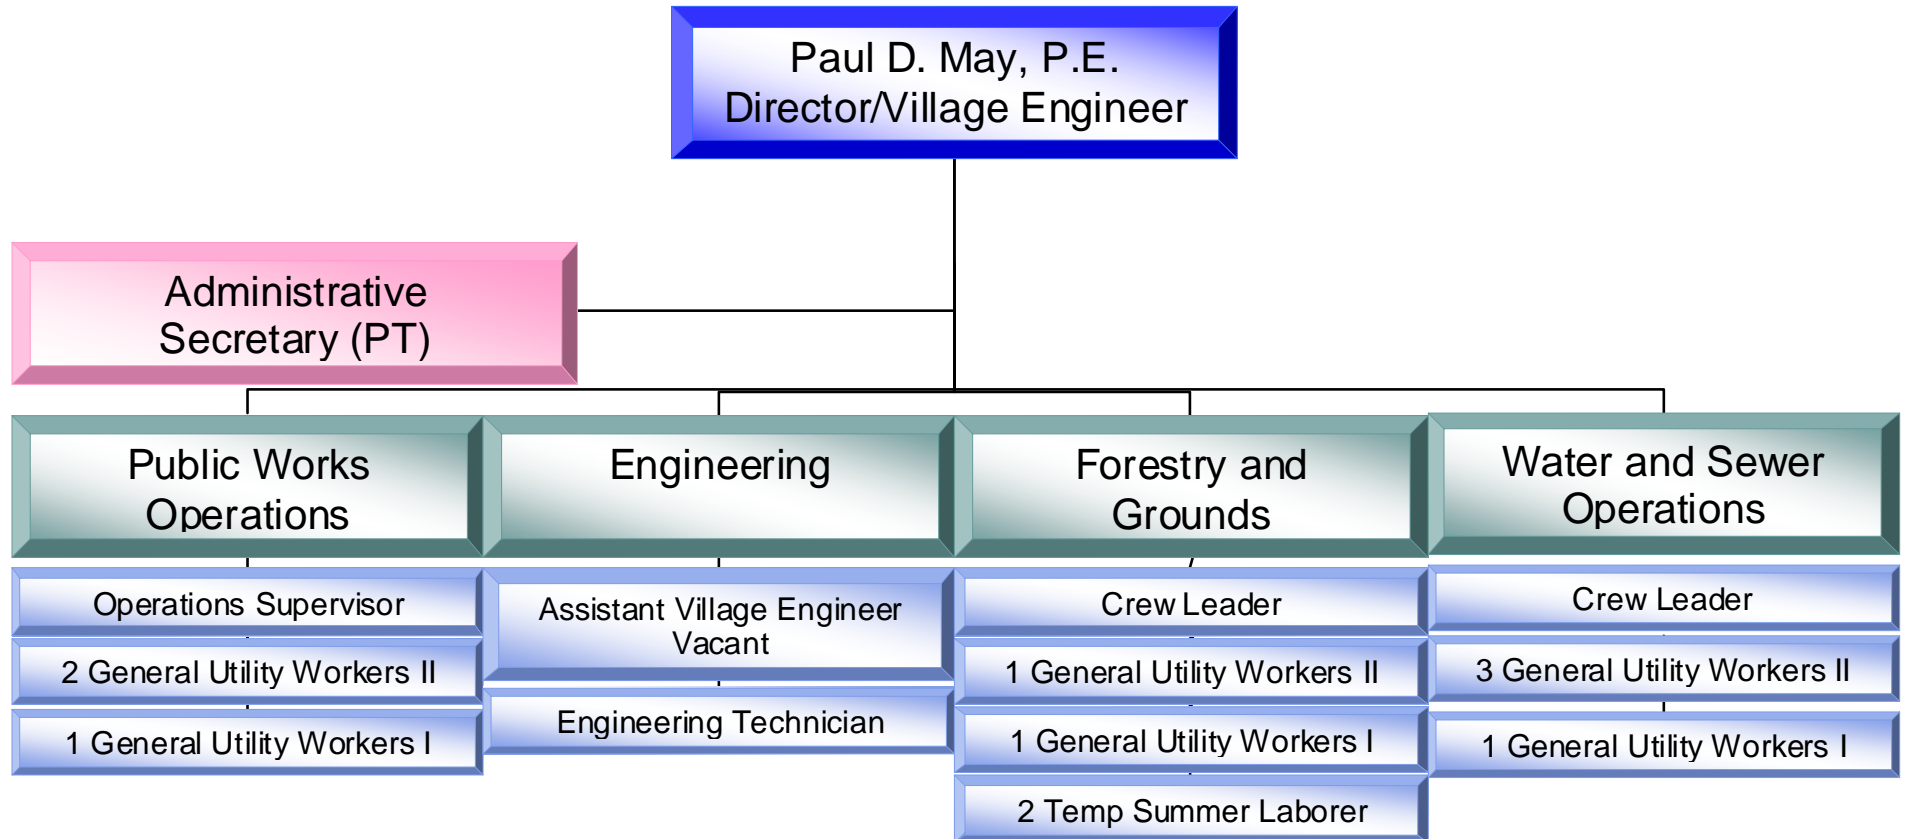 Paul D. May, P.E.
Director/Village Engineer
Administrative
Secretary (PT)
Public Works
Operations
Operations Supervisor
2 General Utility Workers II
1 General Utility Workers I
Engineering
Assistant Village Engineer
Vacant
Engineering Technician
Forestry and
Grounds
Crew Leader
1 General Utility Workers II
1 General Utility Workers I
2 Temp Summer Laborer
Water and Sewer
Operations
Crew Leader
3 General Utility Workers II
1 General Utility Workers I